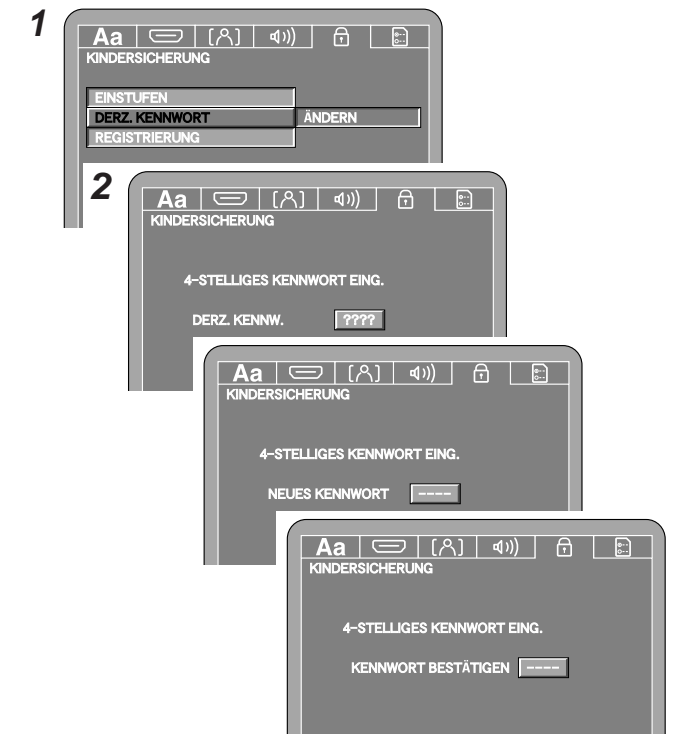 1
Aa
KINDERSICHERUNG
EINSTUFEN
DERZ. KENNWORT ÄNDERN
REGISTRIERUNG
2
Aa
KINDERSICHERUNG
4-STELLIGES KENNWORT EING.
DERZ. KENNW. ????
Aa
KINDERSICHERUNG
4-STELLIGES KENNWORT EING.
NEUES KENNWORT ----
Aa
KINDERSICHERUNG
4-STELLIGES KENNWORT EING.
KENNWORT BESTÄTIGEN ----